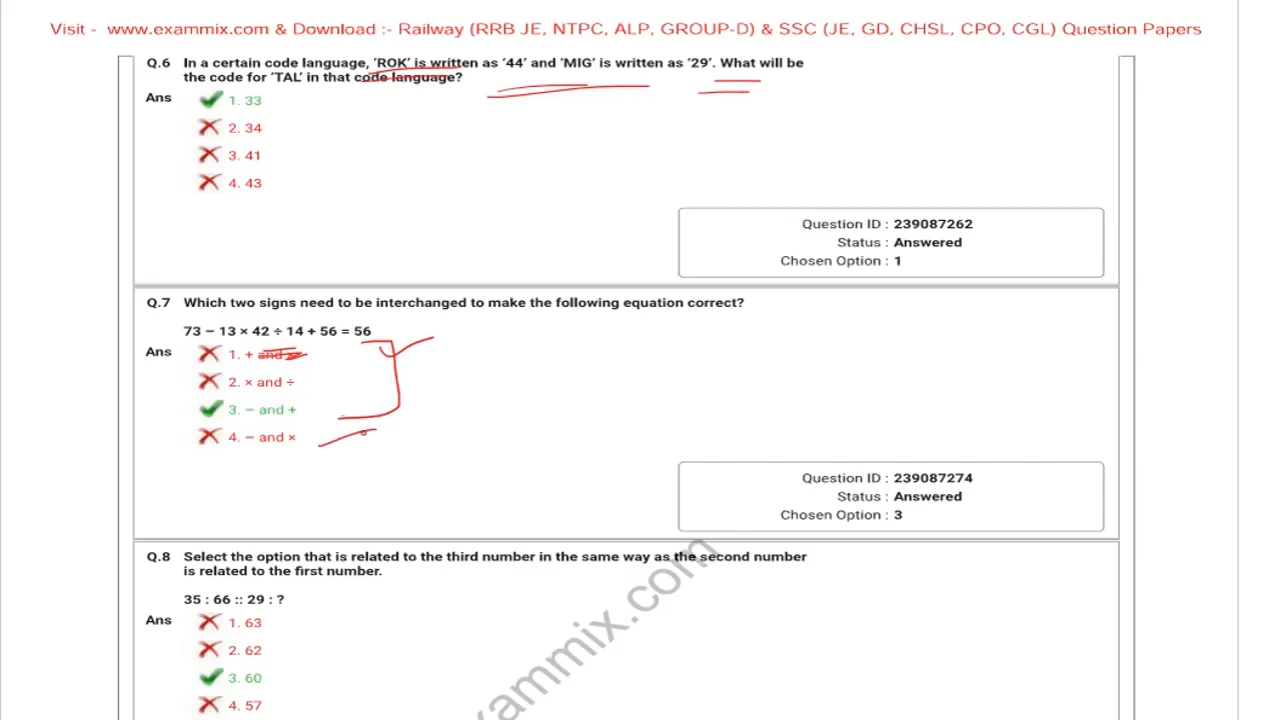 Visit - www.exammix.com & Download :- Railway (RRB JE, NTPC, ALP, GROUP-D) & SSC (JE, GD, CHSL, CPO, CGL) Question Papers
Q.6 In a certain code language, 'ROK' is written as '44' and 'MIG' is written as '29'. What will be
the code for 'TAL' in that code language?
Ans 1. 33
2. 34
3. 41
4. 43
Question ID : 239087262
Status : Answered
Chosen Option : 1
Q.7 Which two signs need to be interchanged to make the following equation correct?
73 − 13 × 42 ÷ 14 + 56 = 56
Ans 1. + and ×
2. × and ÷
3. − and +
4. − and ×
Question ID : 239087274
Status : Answered
Chosen Option : 3
Q.8 Select the option that is related to the third number in the same way as the second number
is related to the first number.
35 : 66 :: 29 : ?
Ans 1. 63
2. 62
3. 60
4. 57
xammix.com